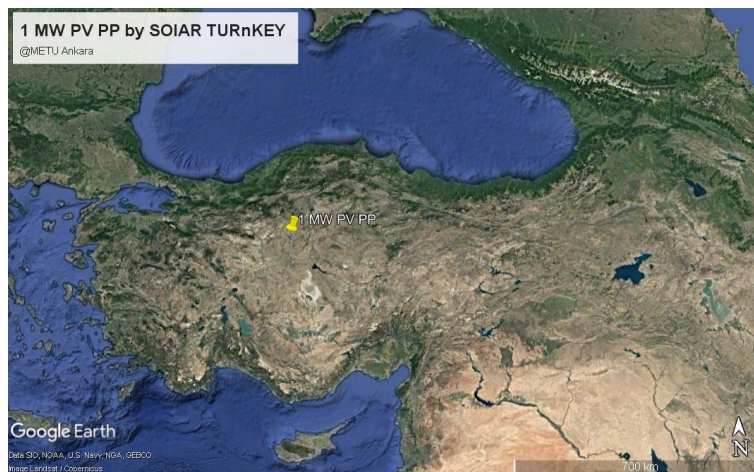 1 MW PV PP by SOlAR TURnKEY
@METU Ankara
1 MW PV PP
Google Earth
Data SIO, NOAA, U.S. Navy, NGA, GEBCO
Image Landsat / Copernicus
700 km
N